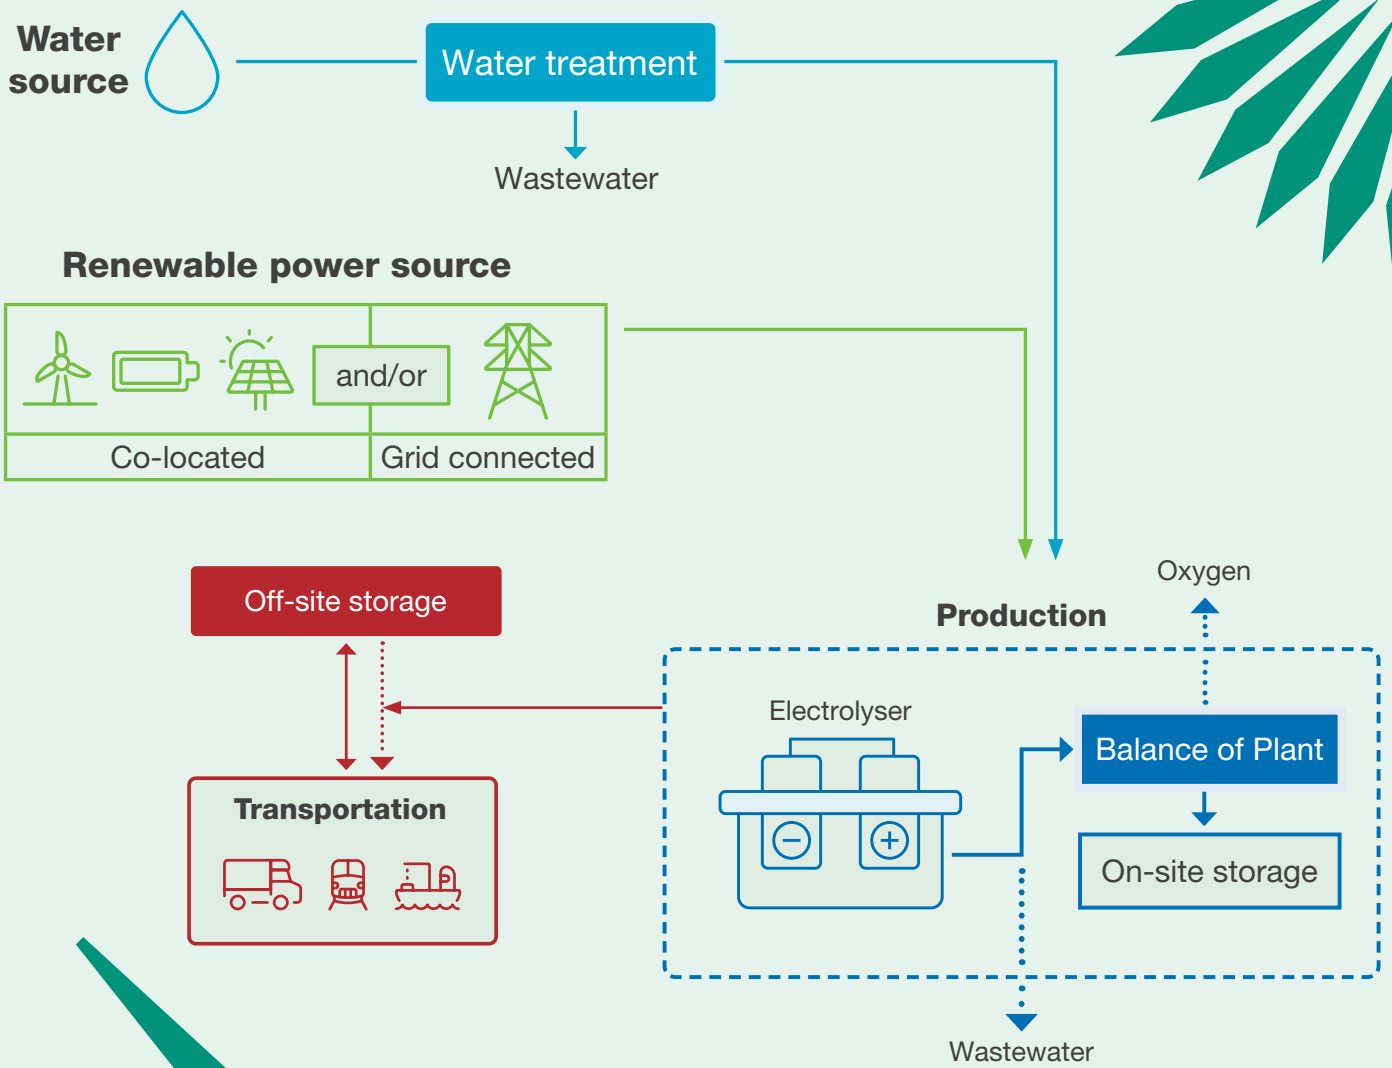 Water
source
Water treatment
Wastewater
Renewable power source
and/or
Co-located
Grid connected
Off-site storage
Transportation
Production
Oxygen
Electrolyser
Balance of Plant
On-site storage
Wastewater